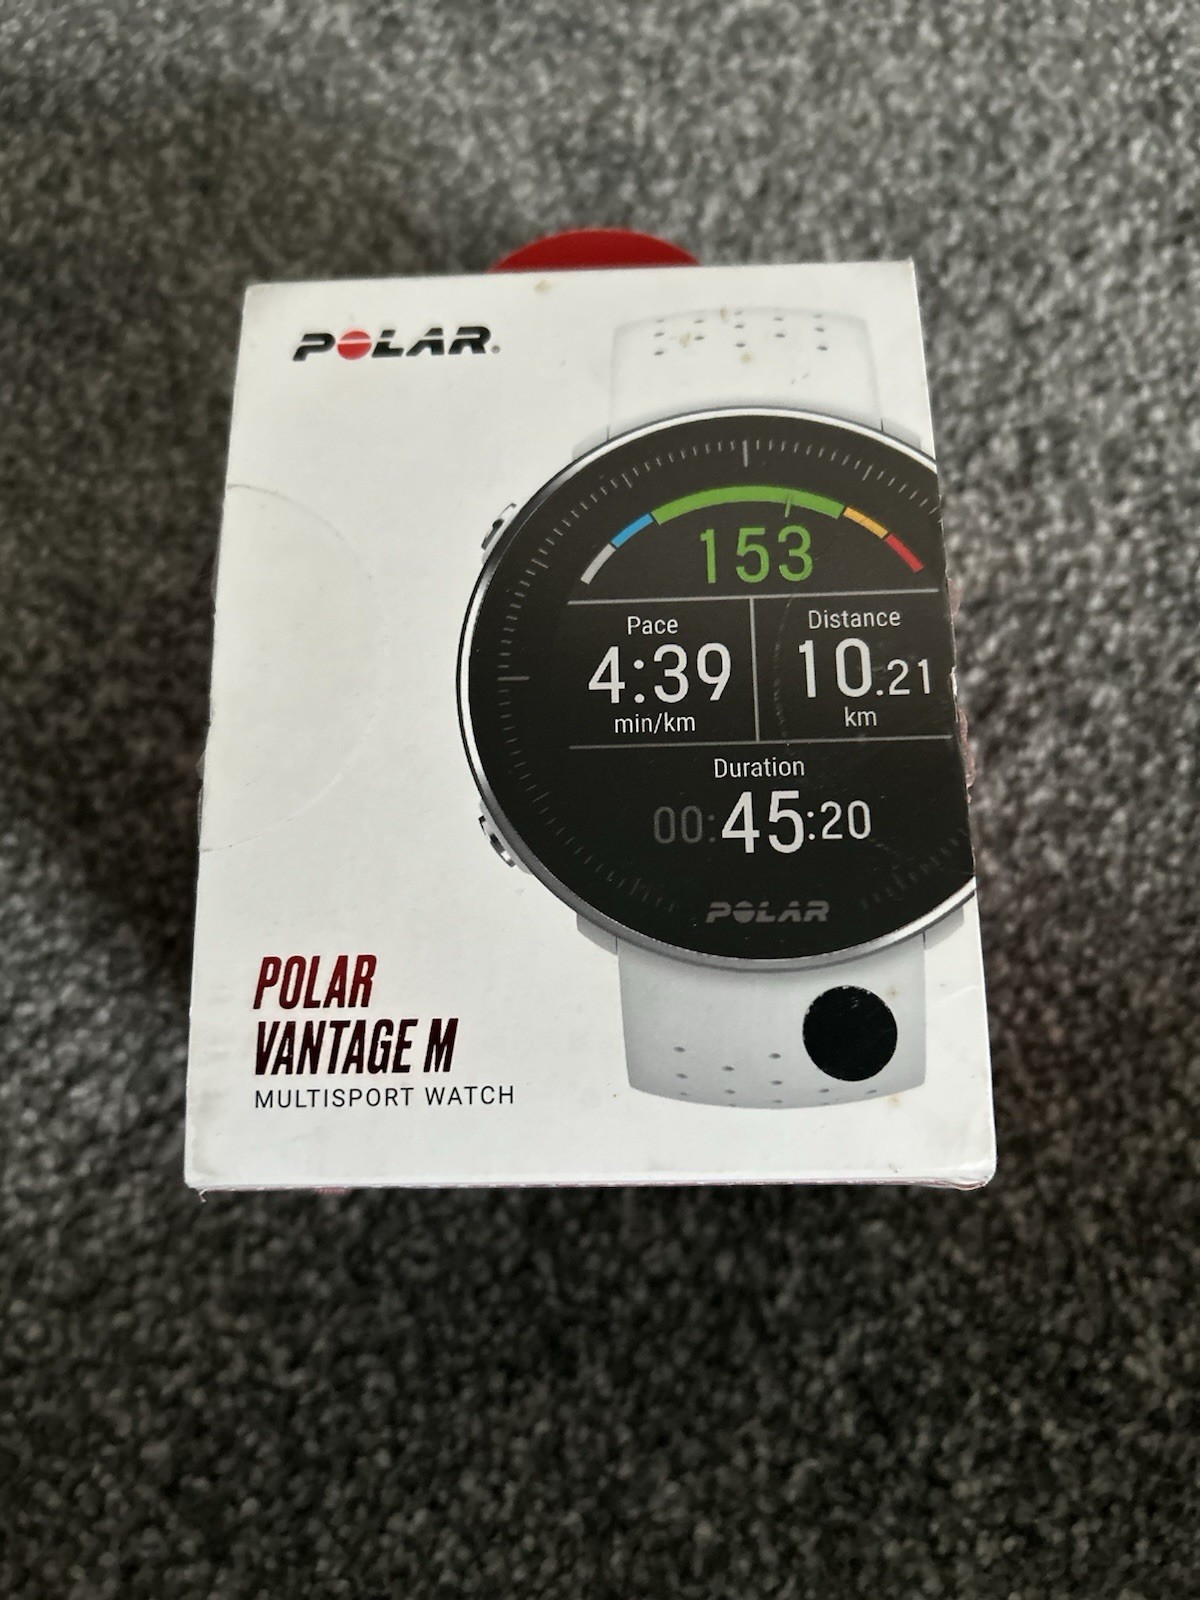 POLAR.
153
Pace
4:39
min/km
Distance
10.21
km
Duration
00:45:20
POLAR
POLAR
VANTAGE M
MULTISPORT WATCH